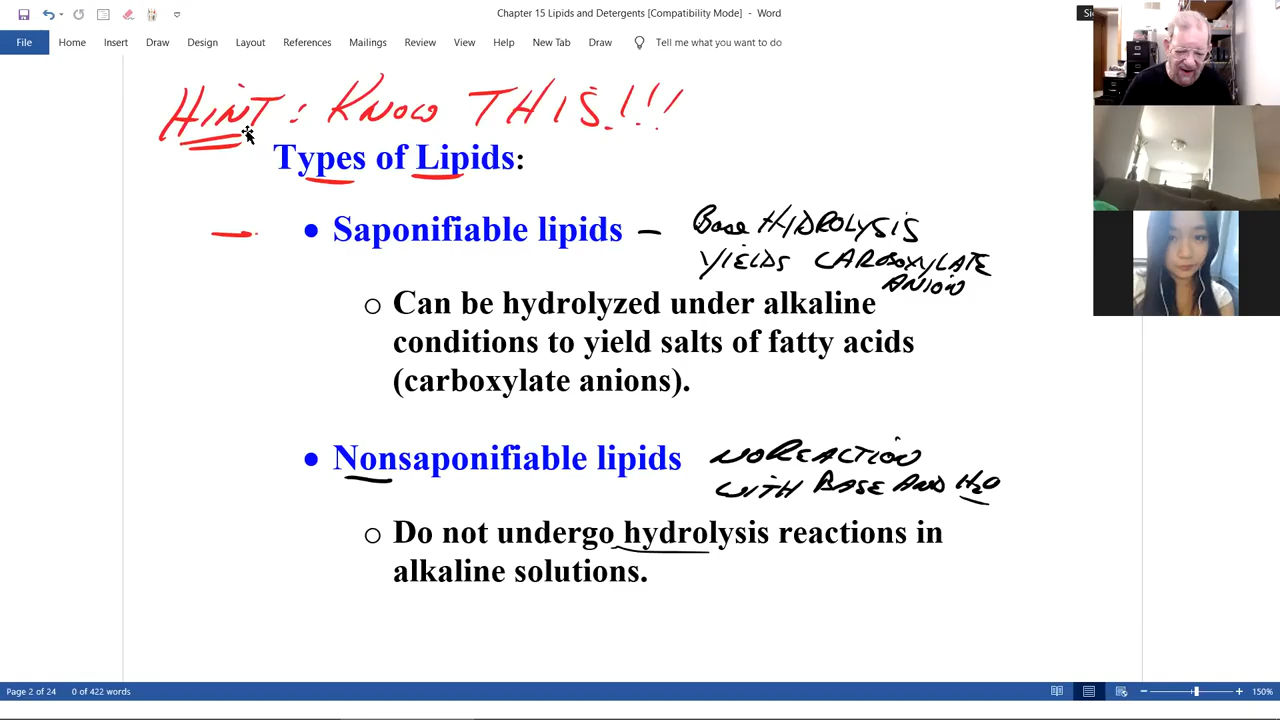 Chapter 15 Lipids and Detergents [Compatibility Mode] - Word
File Home Insert Draw Design Layout References Mailings Review View Help New Tab Draw Tell me what you want to do
HINT: KNOW THIS!!!
Types of Lipids:
• Saponifiable lipids – Base HYDROLYSIS
YIELDS CARBOXYLATE
ANION
o Can be hydrolyzed under alkaline
conditions to yield salts of fatty acids
(carboxylate anions).
• Nonsaponifiable lipids NO REACTION
WITH BASE AND H2O
o Do not undergo hydrolysis reactions in
alkaline solutions.
Page 2 of 24 0 of 422 words 150%